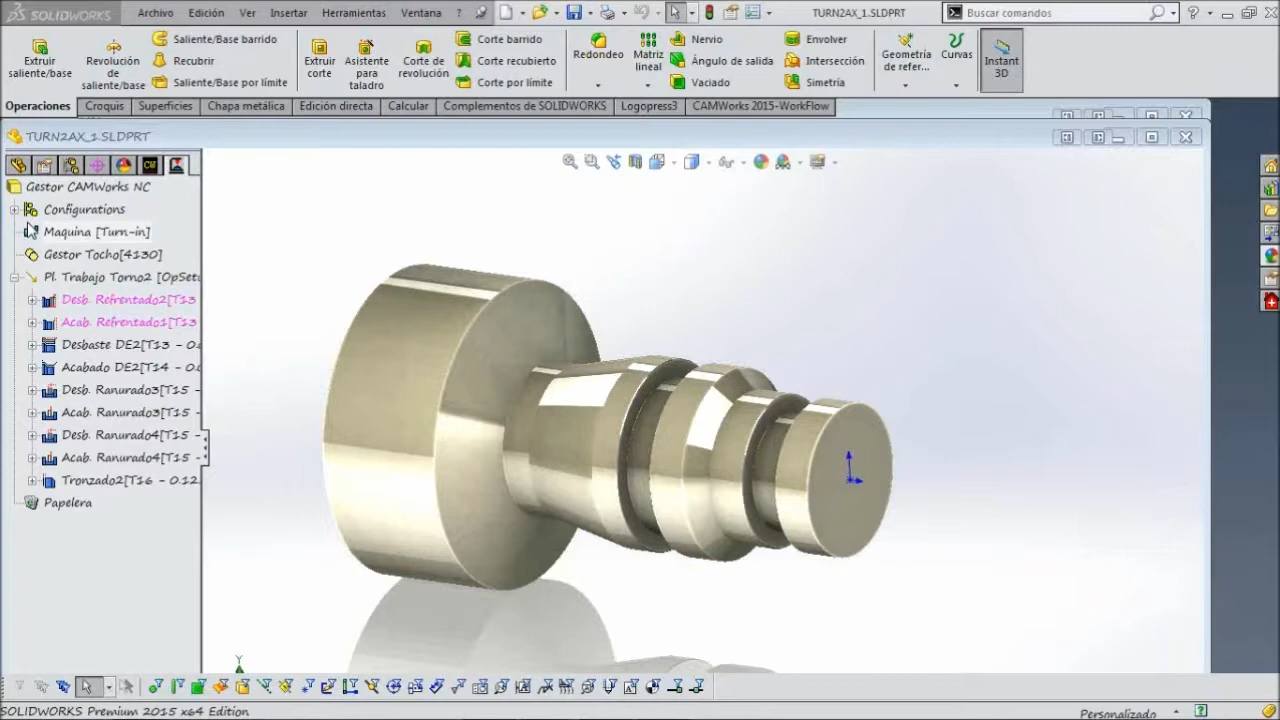 SOLIDWORKS Archivo Edición Ver Insertar Herramientas Ventana ? TURN2AX_1.SLDPRT Buscar comandos ?
Extruir saliente/base
Revolución de saliente/base
Saliente/Base barrido
Recubrir
Saliente/Base por límite
Extruir corte
Asistente para taladro
Corte de revolución
Corte barrido
Corte recubierto
Corte por límite
Redondeo
Matriz lineal
Nervio
Ángulo de salida
Vaciado
Envolver
Intersección
Simetría
Geometría de refer...
Curvas
Instant 3D
Operaciones Croquis Superficies Chapa metálica Edición directa Calcular Complementos de SOLIDWORKS Logopress3 CAMWorks 2015-WorkFlow
TURN2AX_1.SLDPRT
Gestor CAMWorks NC
Configurations
Maquina [Turn-in]
Gestor Tocho[4130]
Pl. Trabajo Torno2 [OpSetu
Desb. Refrentado2[T13
Acab. Refrentado1[T13
Desbaste DE2[T13 - 0.
Acabado DE2[T14 - 0.
Desb. Ranurado3[T15 -
Acab. Ranurado3[T15 -
Desb. Ranurado4[T15 -
Acab. Ranurado4[T15 -
Tronzado2[T16 - 0.12
Papelera
Y
SOLIDWORKS Premium 2015 x64 Edition
Personalizado